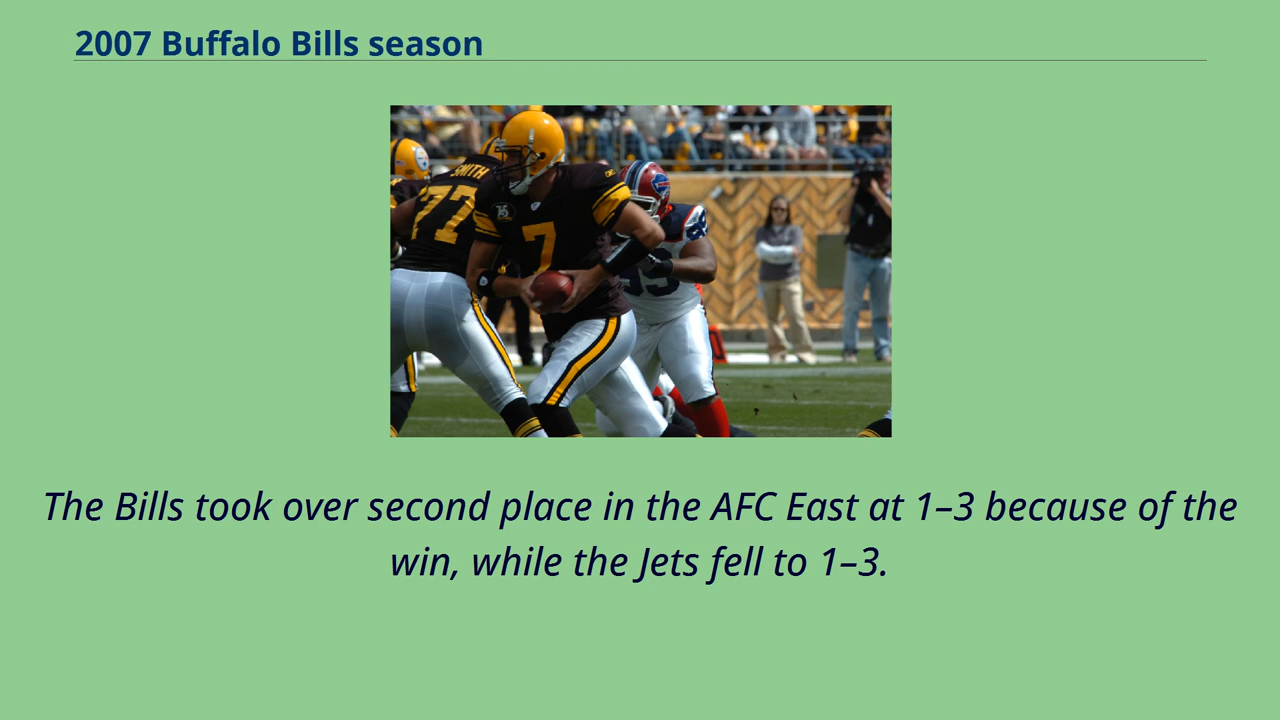 2007 Buffalo Bills season
SMITH
77
7
The Bills took over second place in the AFC East at 1–3 because of the
win, while the Jets fell to 1–3.